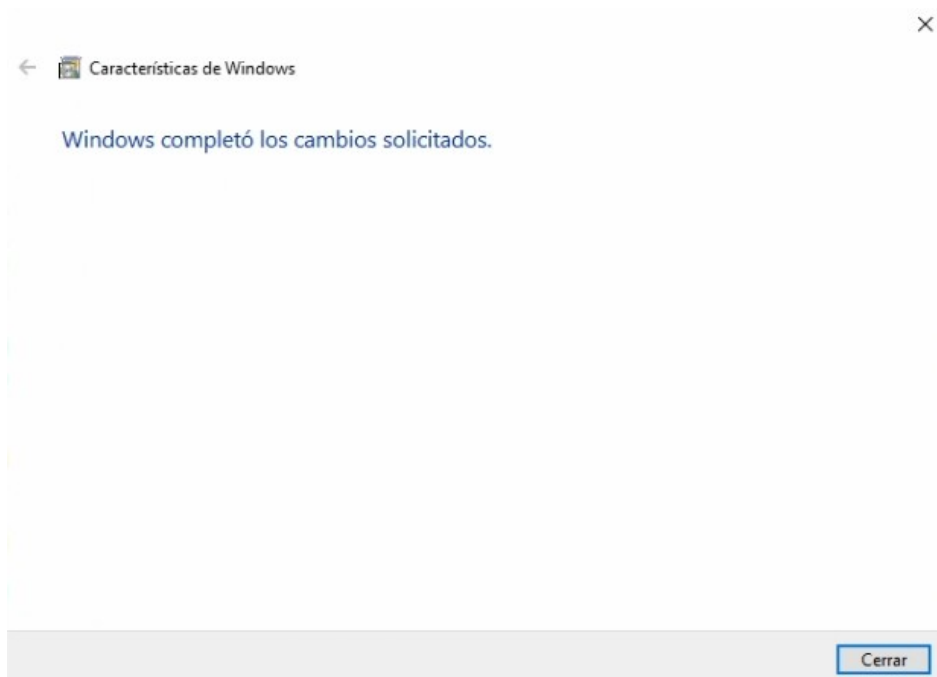 Características de Windows
Windows completó los cambios solicitados.
Cerrar